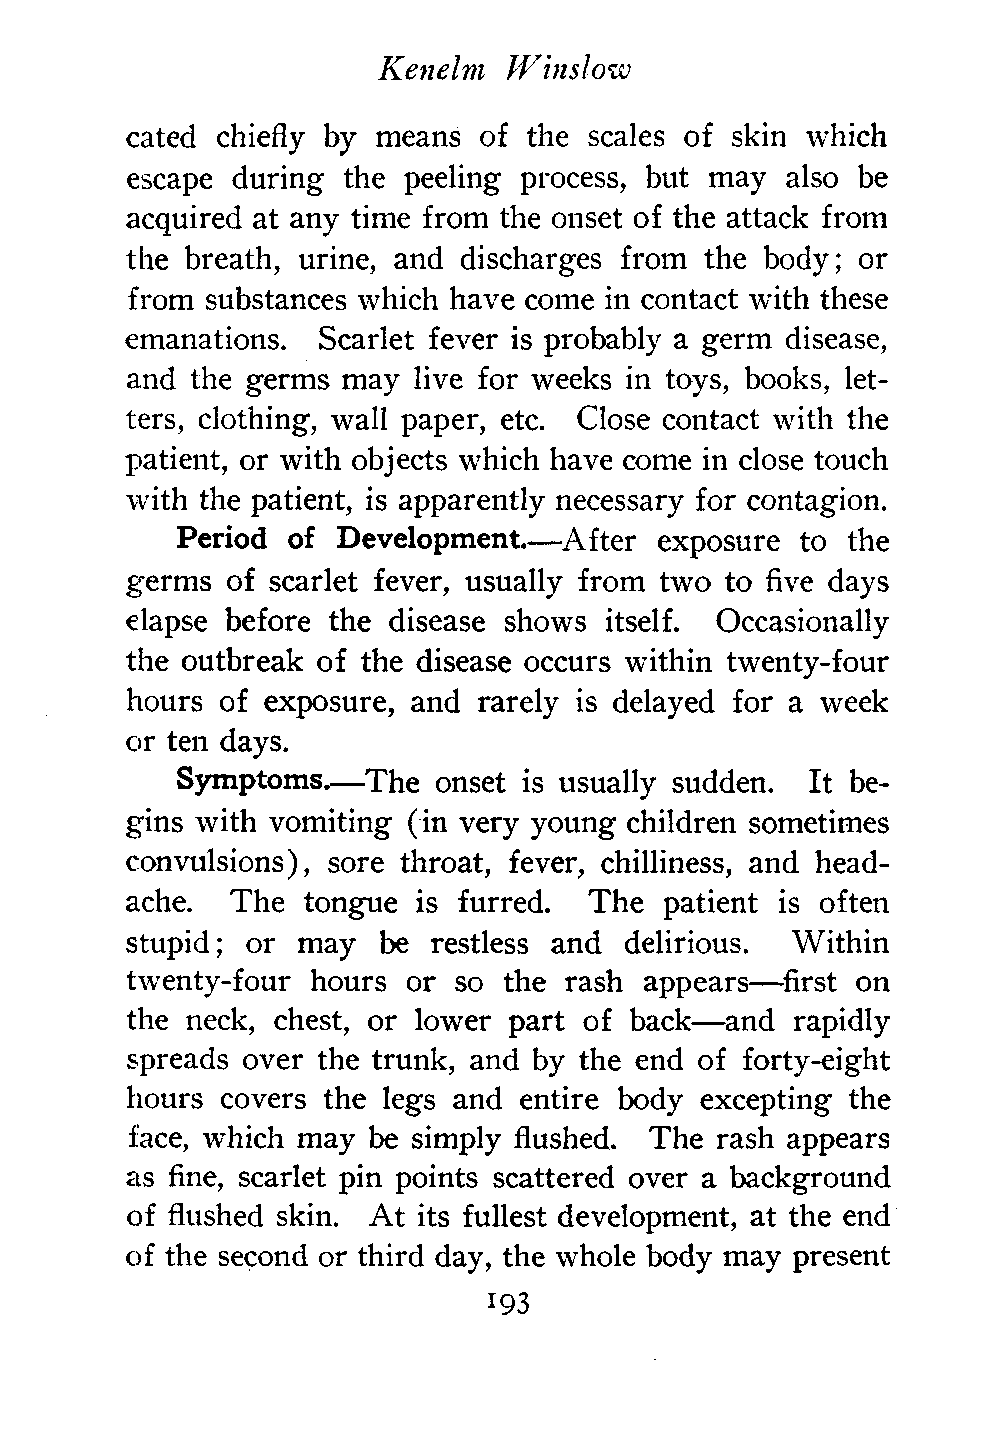 Kenelm Winslow
cated chiefly by means of the scales of skin which
escape during the peeling process, but may also be
acquired at any time from the onset of the attack from
the breath, urine, and discharges from the body; or
from substances which have come in contact with these
emanations. Scarlet fever is probably a germ disease,
and the germs may live for weeks in toys, books, let-
ters, clothing, wall paper, etc. Close contact with the
patient, or with objects which have come in close touch
with the patient, is apparently necessary for contagion.
Period of Development.—After exposure to the
germs of scarlet fever, usually from two to five days
elapse before the disease shows itself. Occasionally
the outbreak of the disease occurs within twenty-four
hours of exposure, and rarely is delayed for a week
or ten days.
Symptoms.—The onset is usually sudden. It be-
gins with vomiting (in very young children sometimes
convulsions), sore throat, fever, chilliness, and head-
ache. The tongue is furred. The patient is often
stupid; or may be restless and delirious. Within
twenty-four hours or so the rash appears—first on
the neck, chest, or lower part of back—and rapidly
spreads over the trunk, and by the end of forty-eight
hours covers the legs and entire body excepting the
face, which may be simply flushed. The rash appears
as fine, scarlet pin points scattered over a background
of flushed skin. At its fullest development, at the end
of the second or third day, the whole body may present
193